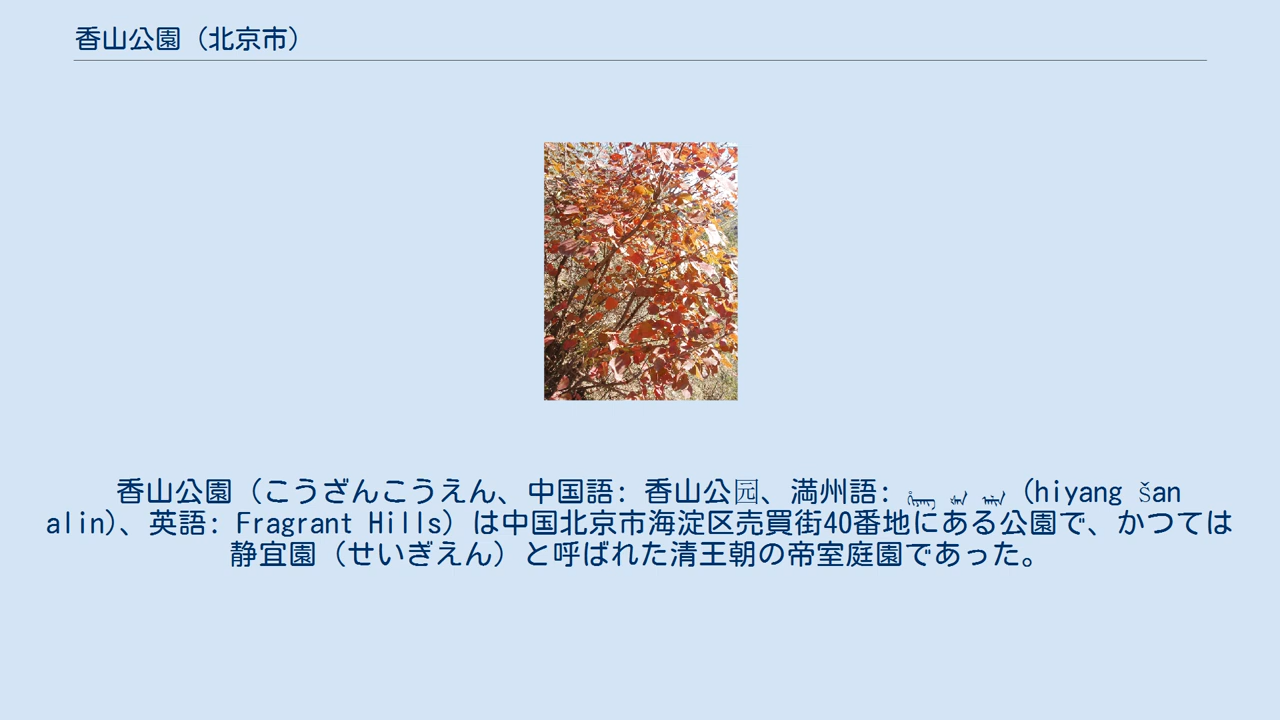 香山公園（北京市）
香山公園（こうざんこうえん、中国語: 香山公园、満州語: （hiyang šan
alin)、英語: Fragrant Hills）は中国北京市海淀区売買街40番地にある公園で、かつては
静宜園（せいぎえん）と呼ばれた清王朝の帝室庭園であった。